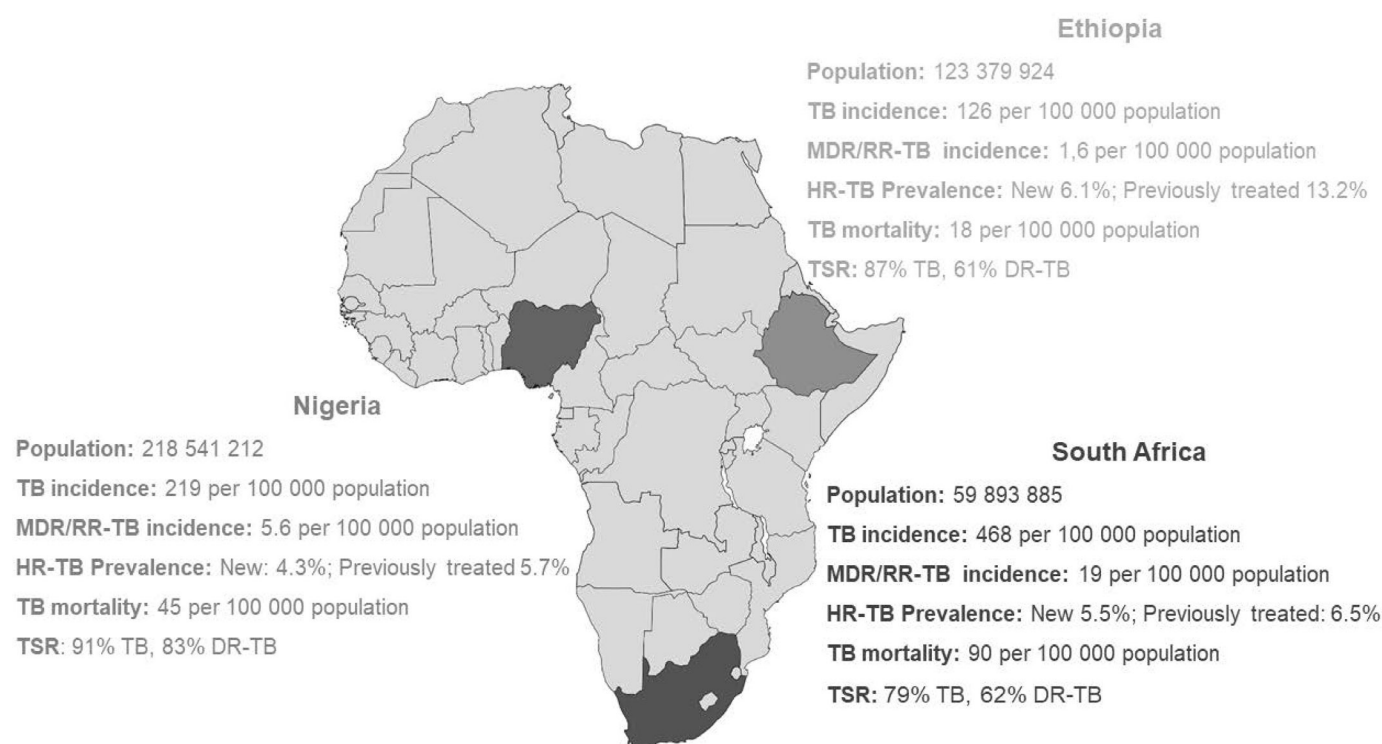 Ethiopia
Population: 123 379 924
TB incidence: 126 per 100 000 population
MDR/RR-TB incidence: 1,6 per 100 000 population
HR-TB Prevalence: New 6.1%; Previously treated 13.2%
TB mortality: 18 per 100 000 population
TSR: 87% TB, 61% DR-TB
Nigeria
Population: 218 541 212
TB incidence: 219 per 100 000 population
MDR/RR-TB incidence: 5.6 per 100 000 population
HR-TB Prevalence: New: 4.3%; Previously treated 5.7%
TB mortality: 45 per 100 000 population
TSR: 91% TB, 83% DR-TB
South Africa
Population: 59 893 885
TB incidence: 468 per 100 000 population
MDR/RR-TB incidence: 19 per 100 000 population
HR-TB Prevalence: New 5.5%; Previously treated: 6.5%
TB mortality: 90 per 100 000 population
TSR: 79% TB, 62% DR-TB